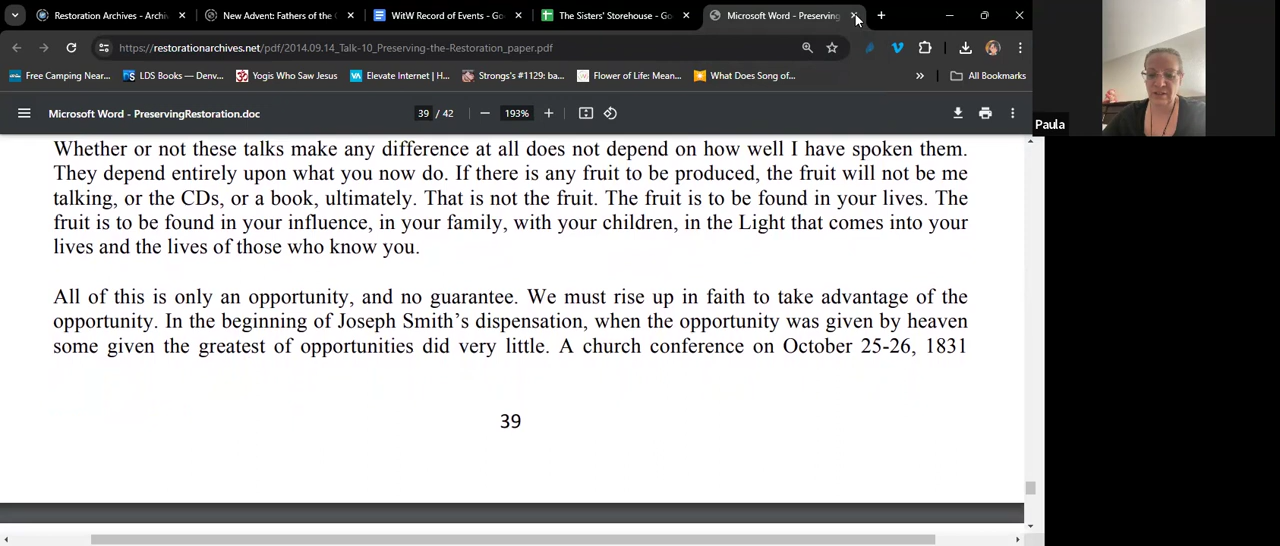 Restoration Archives - Archi
New Advent: Fathers of the C
WitW Record of Events - Go
The Sisters' Storehouse - Go
Microsoft Word - Preserving
https://restorationarchives.net/pdf/2014.09.14_Talk-10_Preserving-the-Restoration_paper.pdf
Free Camping Near...
LDS Books — Denv...
Yogis Who Saw Jesus
Elevate Internet | H...
Strongs's #1129: ba...
Flower of Life: Mean...
What Does Song of...
All Bookmarks
Microsoft Word - PreservingRestoration.doc
39 / 42
193%
Paula
Whether or not these talks make any difference at all does not depend on how well I have spoken them.
They depend entirely upon what you now do. If there is any fruit to be produced, the fruit will not be me
talking, or the CDs, or a book, ultimately. That is not the fruit. The fruit is to be found in your lives. The
fruit is to be found in your influence, in your family, with your children, in the Light that comes into your
lives and the lives of those who know you.
All of this is only an opportunity, and no guarantee. We must rise up in faith to take advantage of the
opportunity. In the beginning of Joseph Smith's dispensation, when the opportunity was given by heaven
some given the greatest of opportunities did very little. A church conference on October 25-26, 1831
39